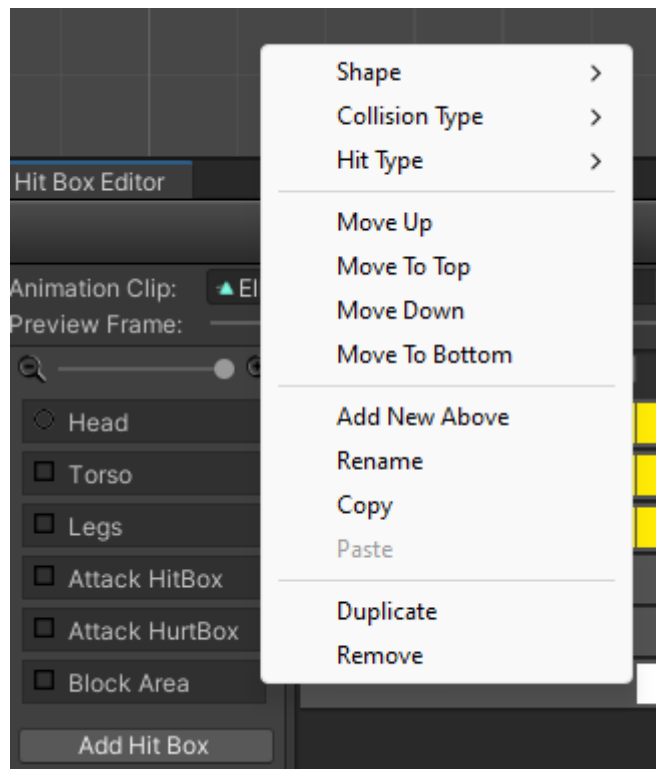 Shape
Collision Type
Hit Type
Move Up
Move To Top
Move Down
Move To Bottom
Add New Above
Rename
Copy
Paste
Duplicate
Remove
Hit Box Editor
Animation Clip: El
Preview Frame:
Head
Torso
Legs
Attack HitBox
Attack HurtBox
Block Area
Add Hit Box